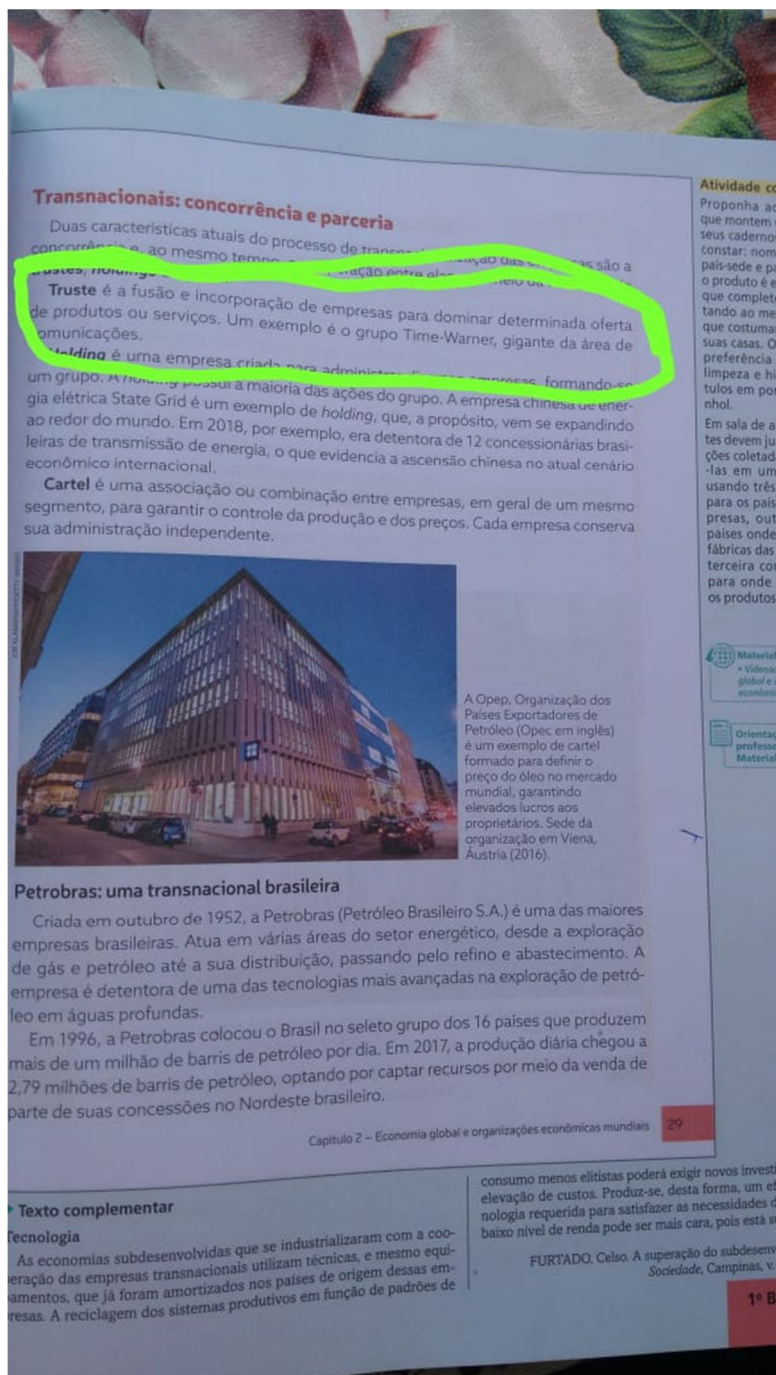 Transnacionais: concorrência e parceria
Duas características atuais do processo de das são a
concorrência e, ao mesmo tempo, entre
trustes, holdings
Truste é a fusão e incorporação de empresas para dominar determinada oferta
de produtos ou serviços. Um exemplo é o grupo Time-Warner, gigante da área de
comunicações.
Holding é uma empresa criada para formando-se
um grupo. A holding possui a maioria das ações do grupo. A empresa chinesa de ener-
gia elétrica State Grid é um exemplo de holding, que, a propósito, vem se expandindo
ao redor do mundo. Em 2018, por exemplo, era detentora de 12 concessionárias brasi-
leiras de transmissão de energia, o que evidencia a ascensão chinesa no atual cenário
econômico internacional.
Cartel é uma associação ou combinação entre empresas, em geral de um mesmo
segmento, para garantir o controle da produção e dos preços. Cada empresa conserva
sua administração independente.
A Opep, Organização dos
Países Exportadores de
Petróleo (Opec em inglês)
é um exemplo de cartel
formado para definir o
preço do óleo no mercado
mundial, garantindo
elevados lucros aos
proprietários. Sede da
organização em Viena,
Áustria (2016).
Petrobras: uma transnacional brasileira
Criada em outubro de 1952, a Petrobras (Petróleo Brasileiro S.A.) é uma das maiores
empresas brasileiras. Atua em várias áreas do setor energético, desde a exploração
de gás e petróleo até a sua distribuição, passando pelo refino e abastecimento. A
empresa é detentora de uma das tecnologias mais avançadas na exploração de petró-
leo em águas profundas.
Em 1996, a Petrobras colocou o Brasil no seleto grupo dos 16 países que produzem
mais de um milhão de barris de petróleo por dia. Em 2017, a produção diária chegou a
2,79 milhões de barris de petróleo, optando por captar recursos por meio da venda de
parte de suas concessões no Nordeste brasileiro.
Capítulo 2 – Economia global e organizações econômicas mundiais 29
Atividade co
Proponha ao
que montem
seus caderno
constar: nom
país-sede e pa
o produto é e
que complet
tando ao me
que costuma
suas casas. O
preferência
limpeza e hi
tulos em por
nhol.
Em sala de a
tes devem ju
ções coletad
-las em um
usando três
para os país
presas, out
países onde
fábricas das
terceira cor
para onde
os produtos
Material
• Vídeoa
global e
econômi
Orientaç
professo
Material
Texto complementar
Tecnologia
As economias subdesenvolvidas que se industrializaram com a coo-
peração das empresas transnacionais utilizam técnicas, e mesmo equi-
pamentos, que já foram amortizados nos países de origem dessas em-
presas. A reciclagem dos sistemas produtivos em função de padrões de
consumo menos elitistas poderá exigir novos investi
elevação de custos. Produz-se, desta forma, um ef
nologia requerida para satisfazer as necessidades d
baixo nível de renda pode ser mais cara, pois está s
FURTADO, Celso. A superação do subdesenv
Sociedade, Campinas, v.
1º B